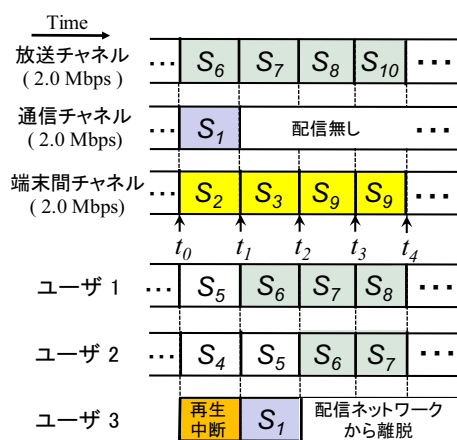 Time
放送チャネル
( 2.0 Mbps )
... S6 S7 S8 S10 ...
通信チャネル
( 2.0 Mbps)
... S1 配信無し ...
端末間チャネル
( 2.0 Mbps)
... S2 S3 S9 S9 ...
t0 t1 t2 t3 t4
ユーザ 1 ... S5 S6 S7 S8 ...
ユーザ 2 ... S4 S5 S6 S7 ...
ユーザ 3 再生中断 S1 配信ネットワークから離脱